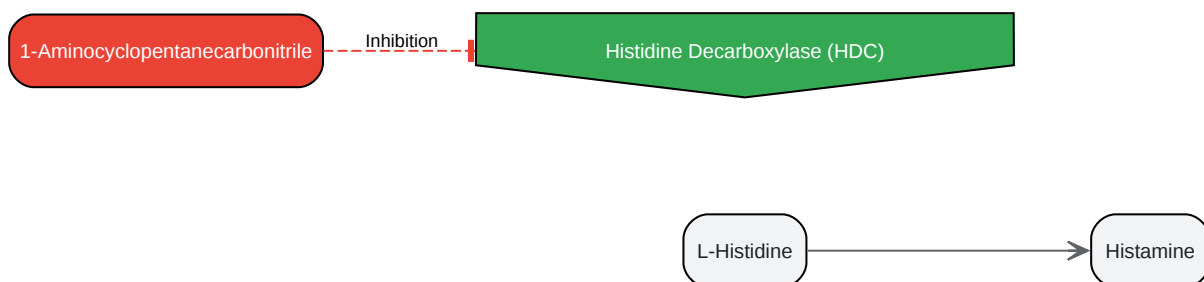 1-Aminocyclopentanecarbonitrile
Inhibition
Histidine Decarboxylase (HDC)
L-Histidine
Histamine